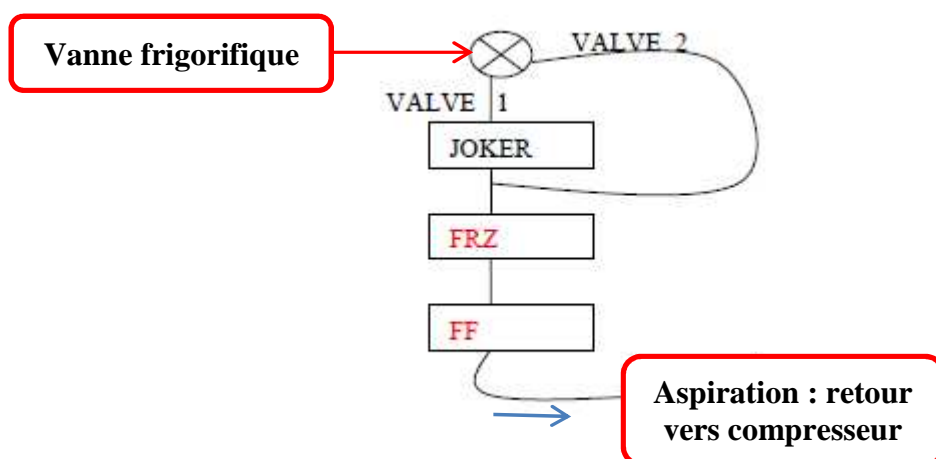 Vanne frigorifique
VALVE 2
VALVE 1
JOKER
FRZ
FF
Aspiration : retour
vers compresseur